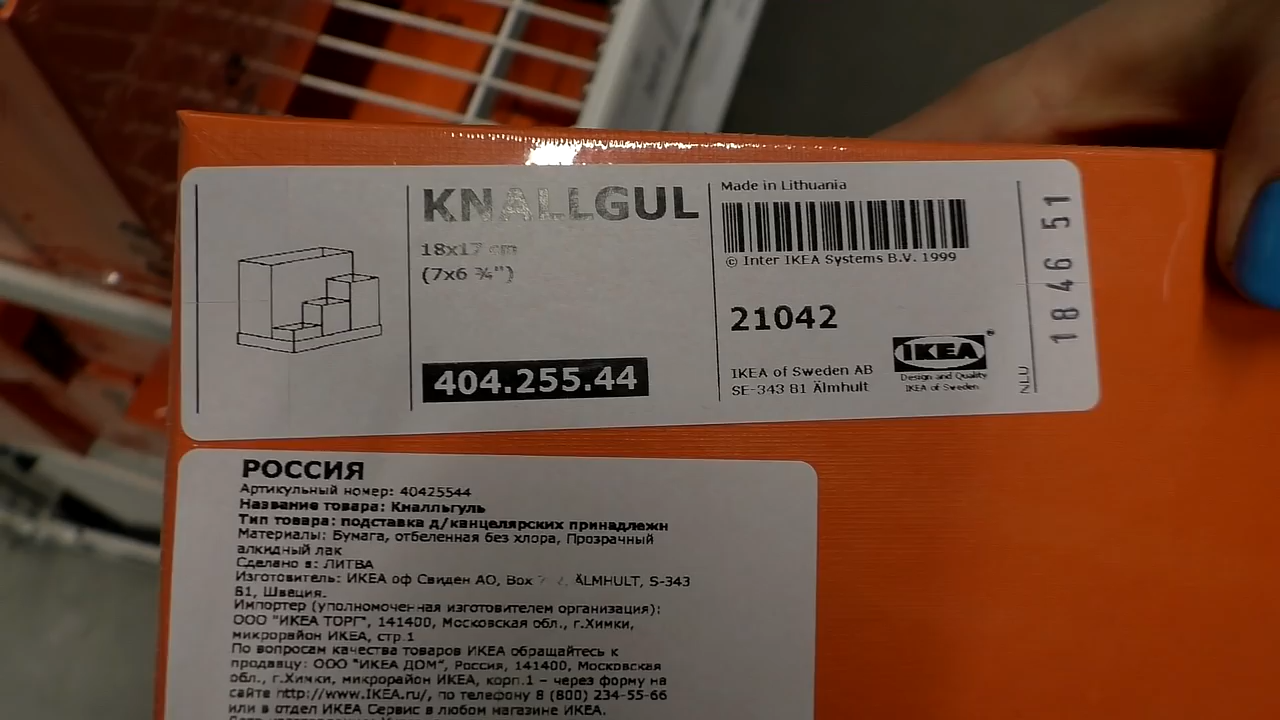 KNALLGUL
18x17 cm
(7x6 ¾")
404.255.44
Made in Lithuania
© Inter IKEA Systems B.V. 1999
21042
IKEA of Sweden AB
SE-343 81 Älmhult
IKEA
Design and Quality
IKEA of Sweden
NLU
18 46 51
РОССИЯ
Артикульный номер: 40425544
Название товара: Кналльгуль
Тип товара: подставка д/канцелярских принадлежн
Материалы: Бумага, отбеленная без хлора, Прозрачный
алкидный лак
Сделано в: ЛИТВА
Изготовитель: ИКЕА оф Свиден АО, Box ÄLMHULT, S-343
81, Швеция.
Импортер (уполномоченная изготовителем организация):
ООО "ИКЕА ТОРГ", 141400, Московская обл., г.Химки,
микрорайон ИКЕА, стр.1
По вопросам качества товаров ИКЕА обращайтесь к
продавцу: ООО "ИКЕА ДОМ", Россия, 141400, Московская
обл., г.Химки, микрорайон ИКЕА, корп.1 – через форму на
сайте http://www.IKEA.ru/, по телефону 8 (800) 234-55-66
или в отдел ИКЕА Сервис в любом магазине ИКЕА.